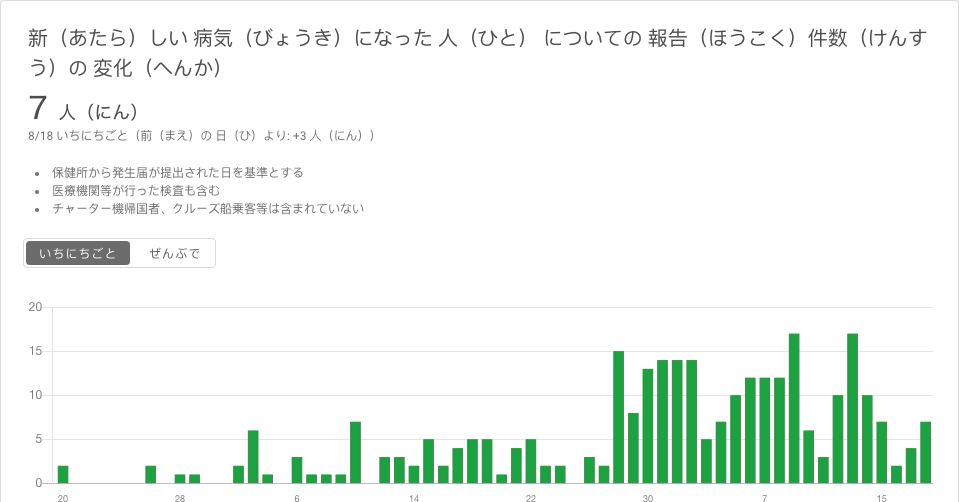 新（あたら）しい 病気（びょうき）になった 人（ひと） についての 報告（ほうこく）件数（けんす
う）の 変化（へんか）
7 人（にん）
8/18 いちにちごと（前（まえ）の 日（ひ）より: +3 人（にん））
• 保健所から発生届が提出された日を基準とする
• 医療機関等が行った検査も含む
• チャーター機帰国者、クルーズ船乗客等は含まれていない
いちにちごと ぜんぶで
20
15
10
5
0
20 28 6 14 22 30 7 15